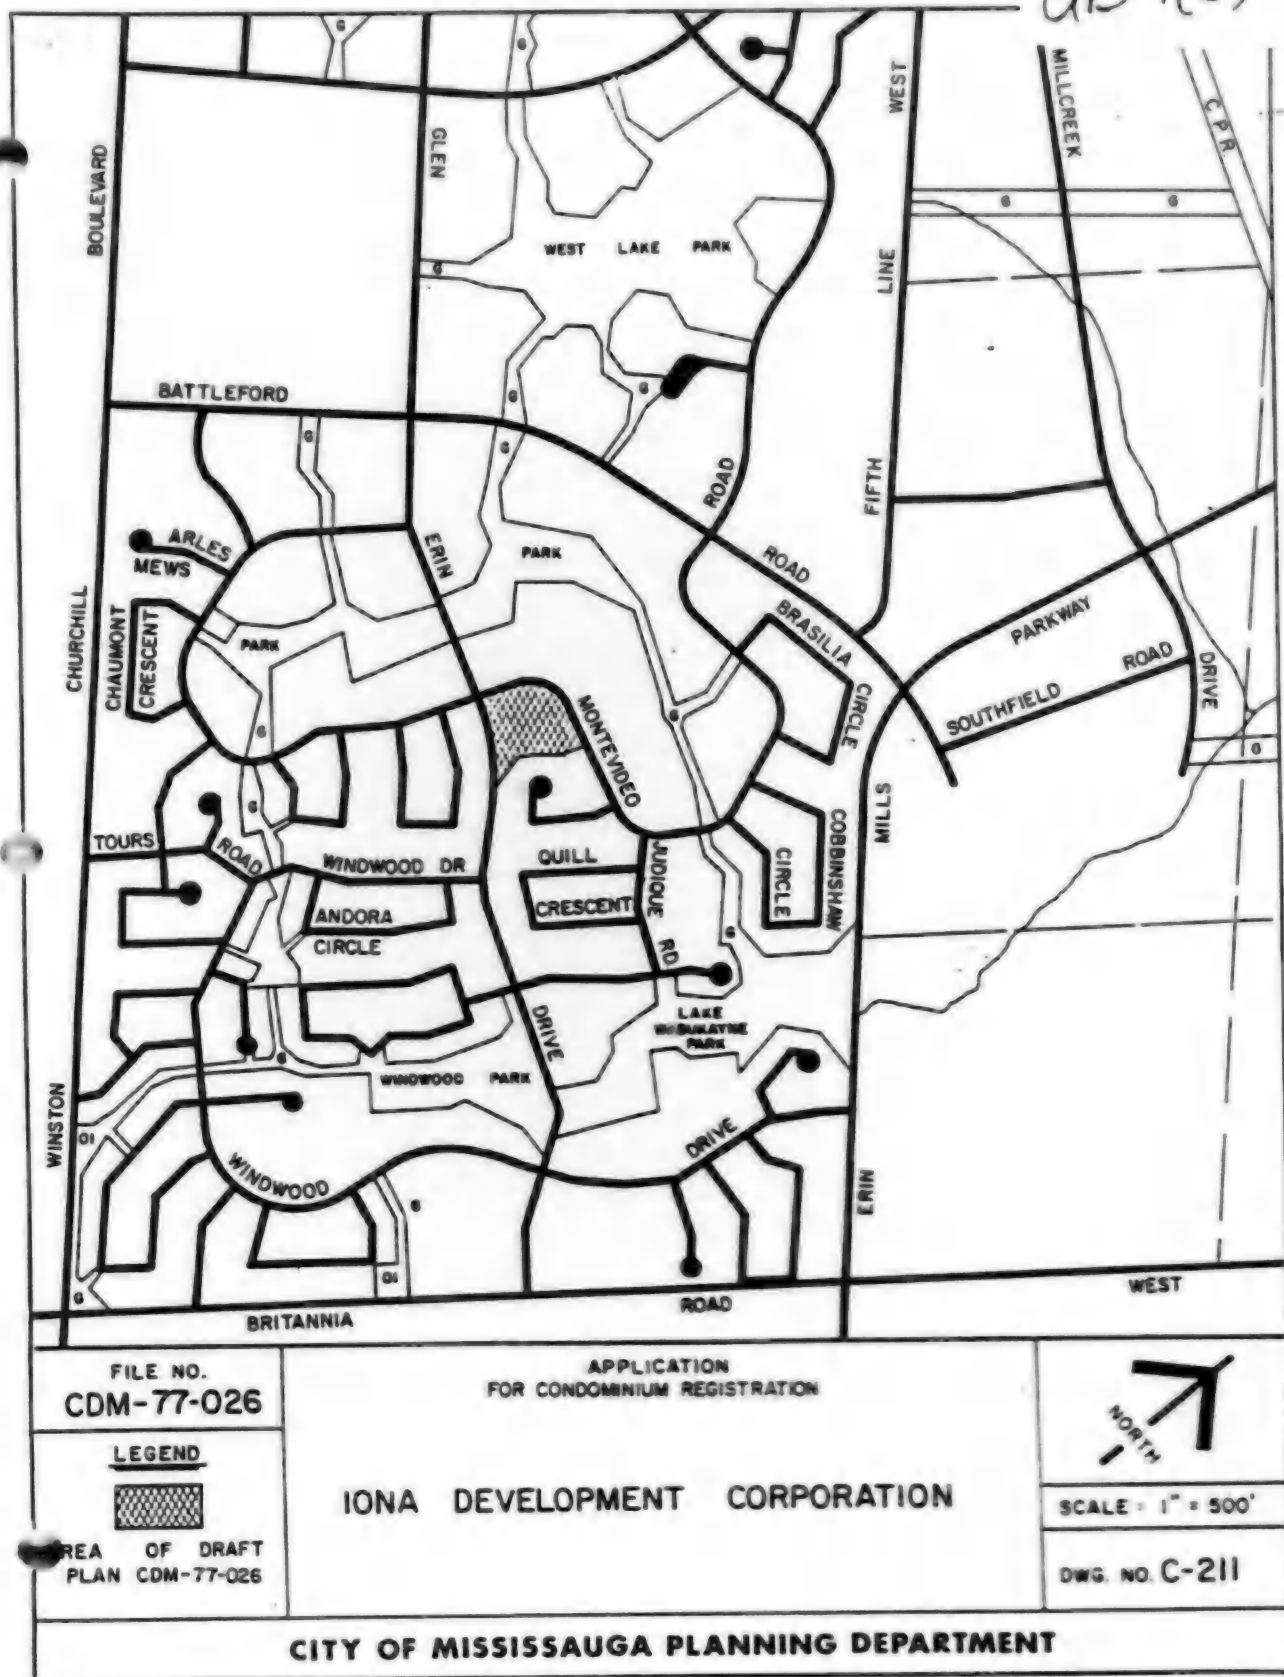 G
G
GLEN
WEST
MILLCREEK
C.P.R.
BOULEVARD
G
G
WEST LAKE PARK
G
LINE
BATTLEFORD
G
G
G
G
ROAD
FIFTH
ARLES
MEWS
ERIN
PARK
ROAD
BRASILIA
CIRCLE
PARKWAY
CHURCHILL
CHAUMONT
CRESCENT
PARK
SOUTHFIELD ROAD
DRIVE
G
G
G
MONTEVIDEO
G
TOURS
ROAD
WINDWOOD DR
QUILL
CRESCENT
JUDIQUE
RD
CIRCLE
COBBINSHAW
MILLS
ANDORA
CIRCLE
G
DRIVE
LAKE
WABUKAYNE
PARK
G
WINDWOOD PARK
WINSTON
OI
WINDWOOD
DRIVE
ERIN
G
OI
G
BRITANNIA
ROAD
WEST
FILE NO.
CDM-77-026
APPLICATION
FOR CONDOMINIUM REGISTRATION
NORTH
LEGEND
IONA DEVELOPMENT CORPORATION
SCALE : 1" = 500'
AREA OF DRAFT
PLAN CDM-77-026
DWG. NO. C-211
CITY OF MISSISSAUGA PLANNING DEPARTMENT